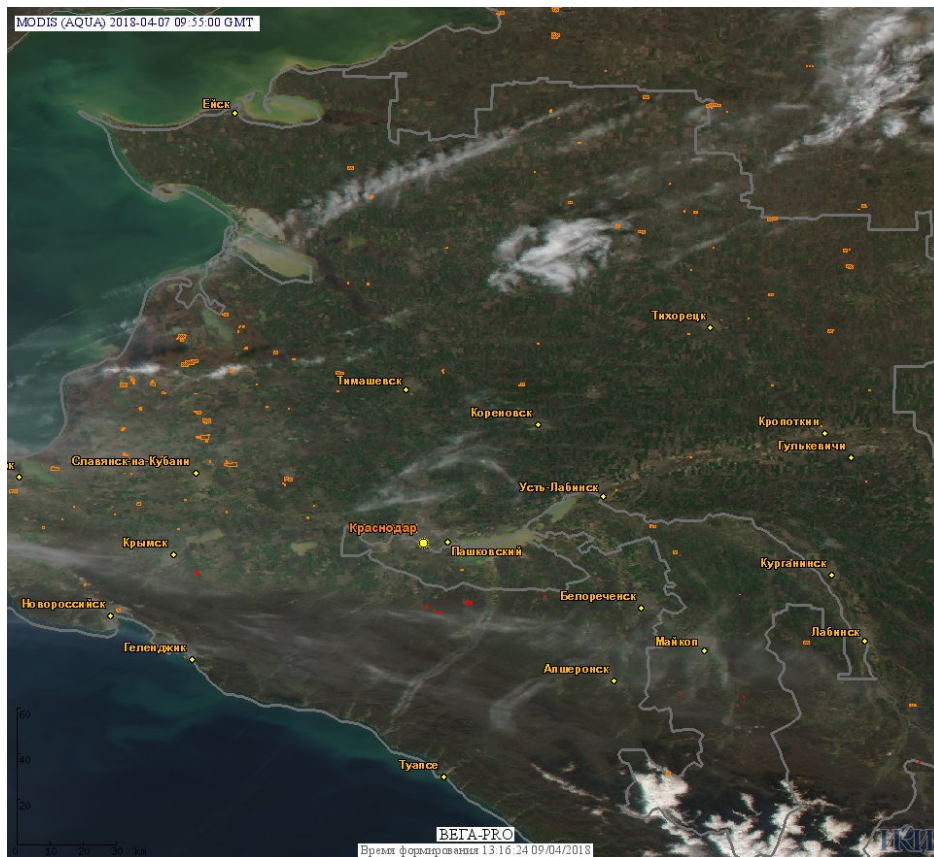 MODIS (AQUA) 2018-04-07 09:55:00 GMT
Ейск
Тихорецк
Тимашевск
Кореновск
Кропоткин
Гулькевичи
Славянск-на-Кубани
ок
Усть-Лабинск
Краснодар
Крымск
Пашковский
Курганинск
Белореченск
Новороссийск
Лабинск
Майкоп
Геленджик
Апшеронск
60
40
Туапсе
20
0 10 20 30 km
ВЕГА-PRO
ИКИ
Время формирования 13:16:24 09/04/2018